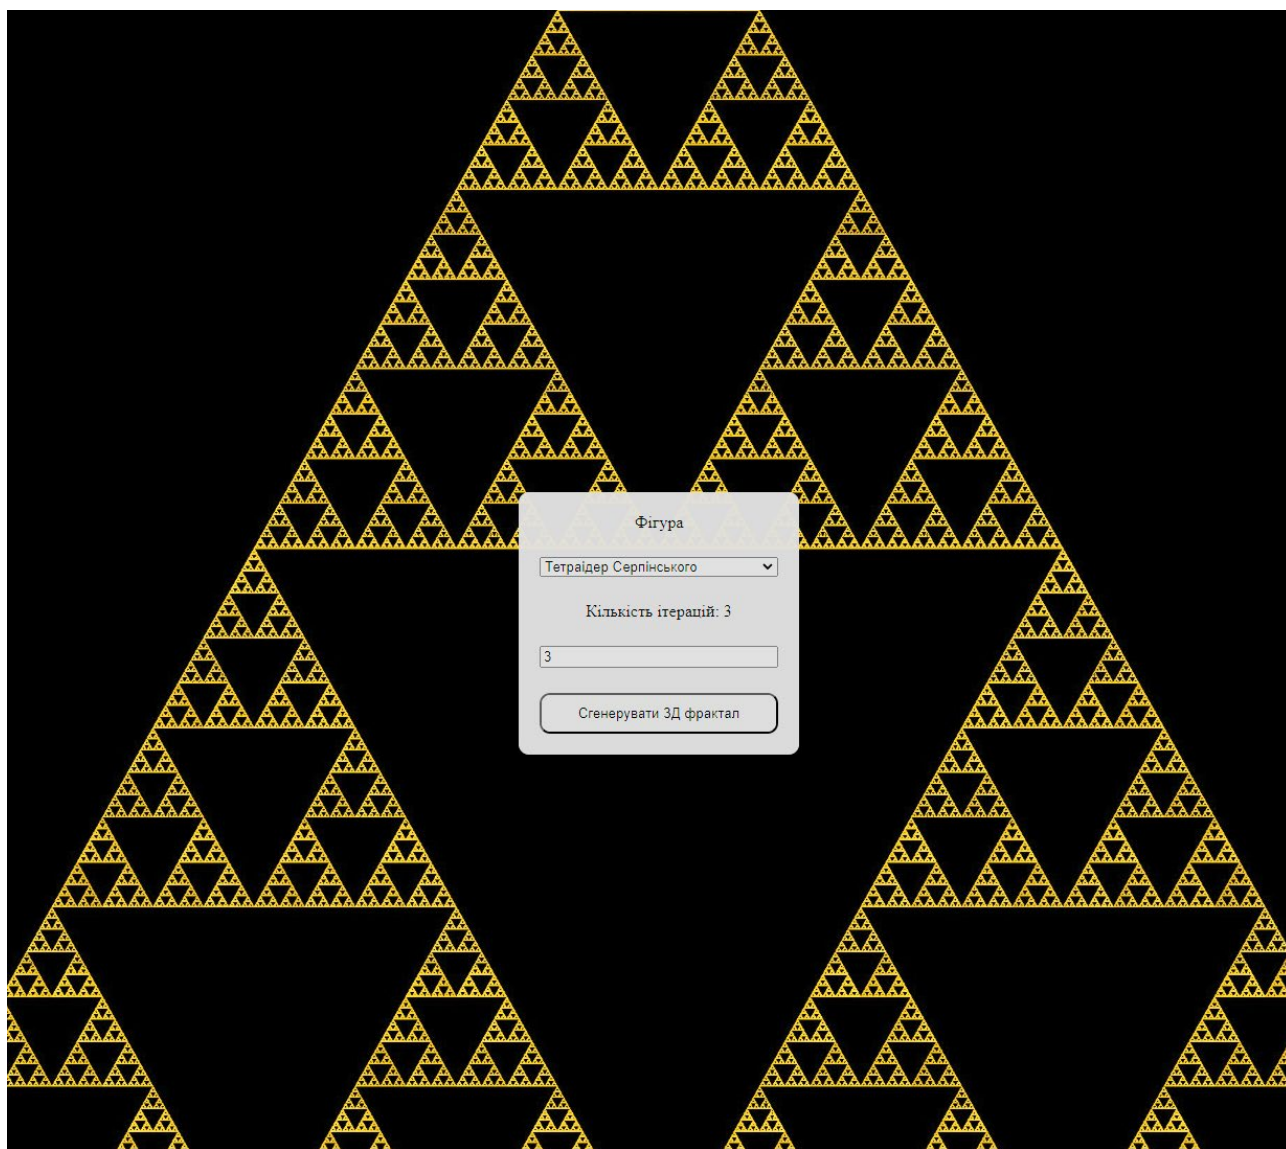 Фігура
Тетраідер Серпінського
Кількість ітерацій: 3
3
Сгенерувати 3Д фрактал